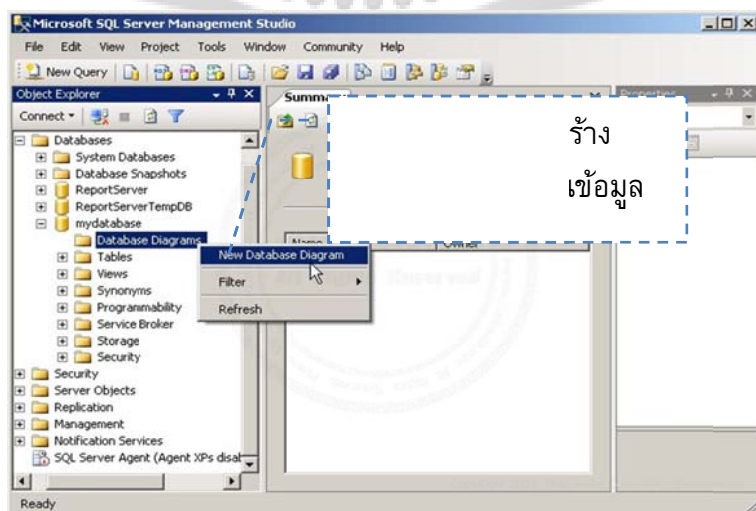 Microsoft SQL Server Management Studio
File Edit View Project Tools Window Community Help
New Query
Object Explorer
Summ
Connect
ร้าง
เข้อมูล
Databases
System Databases
Database Snapshots
ReportServer
ReportServerTempDB
mydatabase
Database Diagrams
New Database Diagram
Tables
Views
Filter
Synonyms
Programmability
Refresh
Service Broker
Storage
Security
Security
Server Objects
Replication
Management
Notification Services
SQL Server Agent (Agent XPs disab
Ready